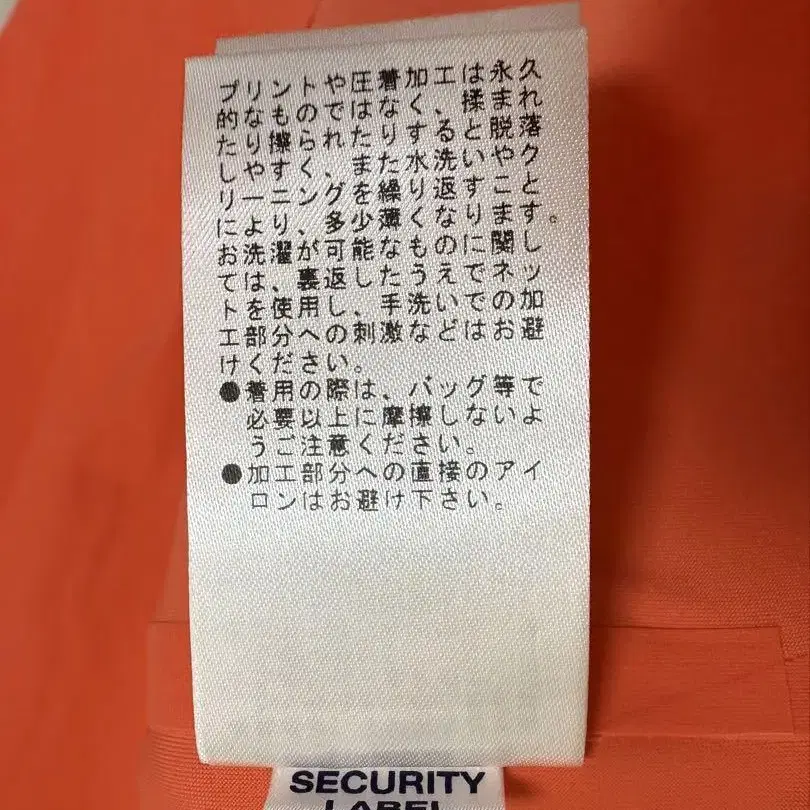 プリントや圧着加工は永久
的なものではなく、揉まれ
たり擦られたりすると脱落
しやすく、また水洗いやク
リーニングを繰り返すこと
により、多少薄くなります。
お洗濯が可能なものに関し
ては、裏返したうえでネッ
トを使用し、手洗いでの加
工部分への刺激などはお避
けください。
●着用の際は、バッグ等で
必要以上に摩擦しないよ
うご注意ください。
●加工部分への直接のアイ
ロンはお避け下さい。
SECURITY
LABEL